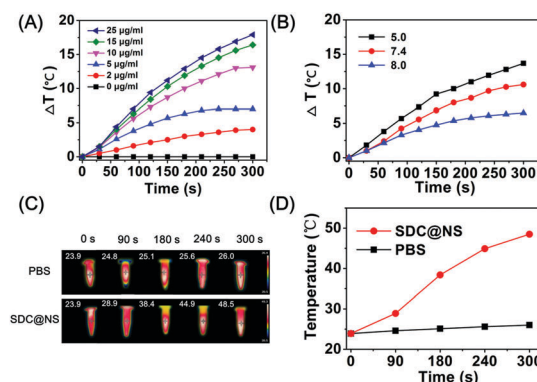 (A)
ΔT (℃)
20
15
10
5
0
25 μg/ml
15 μg/ml
10 μg/ml
5 μg/ml
2 μg/ml
0 μg/ml
0 50 100 150 200 250 300
Time (s)
(B)
ΔT (℃)
20
15
10
5
0
5.0
7.4
8.0
0 50 100 150 200 250 300
Time (s)
(C)
0 s 90 s 180 s 240 s 300 s
PBS
23.9 24.8 25.1 25.6 26.0
SDC@NS
23.9 28.9 38.4 44.9 48.5
(D)
Temperature (℃)
50
40
30
20
SDC@NS
PBS
0 90 180 240 300
Time (s)